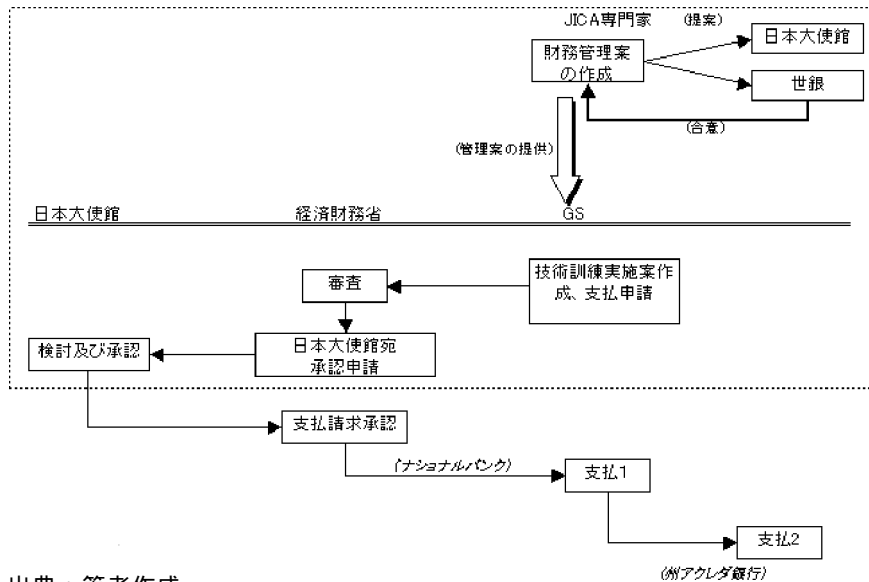 JICA専門家
(提案)
日本大使館
財務管理案
の作成
世銀
(合意)
(管理案の提供)
日本大使館
経済財務省
GS
技術訓練実施案作
成、支払申請
審査
日本大使館宛
承認申請
検討及び承認
支払請求承認
(ナショナルバンク)
支払1
支払2
(州アクレダ銀行)
出典：筆者作成